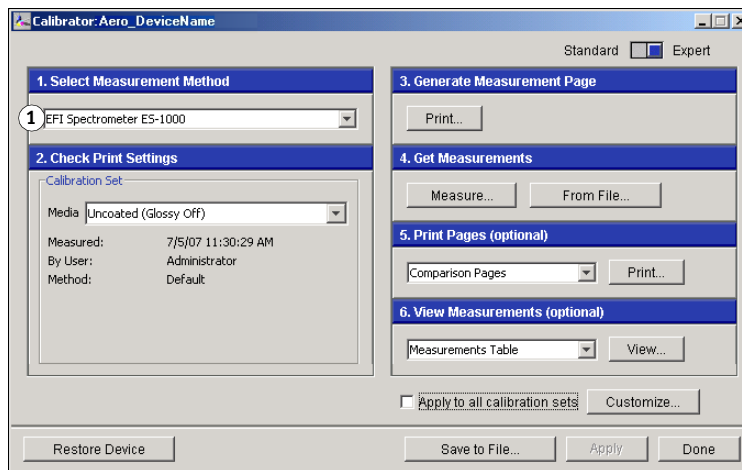 Calibrator:Aero_DeviceName
Standard Expert
1. Select Measurement Method
1 EFI Spectrometer ES-1000
2. Check Print Settings
Calibration Set
Media Uncoated (Glossy Off)
Measured: 7/5/07 11:30:29 AM
By User: Administrator
Method: Default
3. Generate Measurement Page
Print...
4. Get Measurements
Measure... From File...
5. Print Pages (optional)
Comparison Pages Print...
6. View Measurements (optional)
Measurements Table View...
Apply to all calibration sets Customize...
Restore Device Save to File... Apply Done